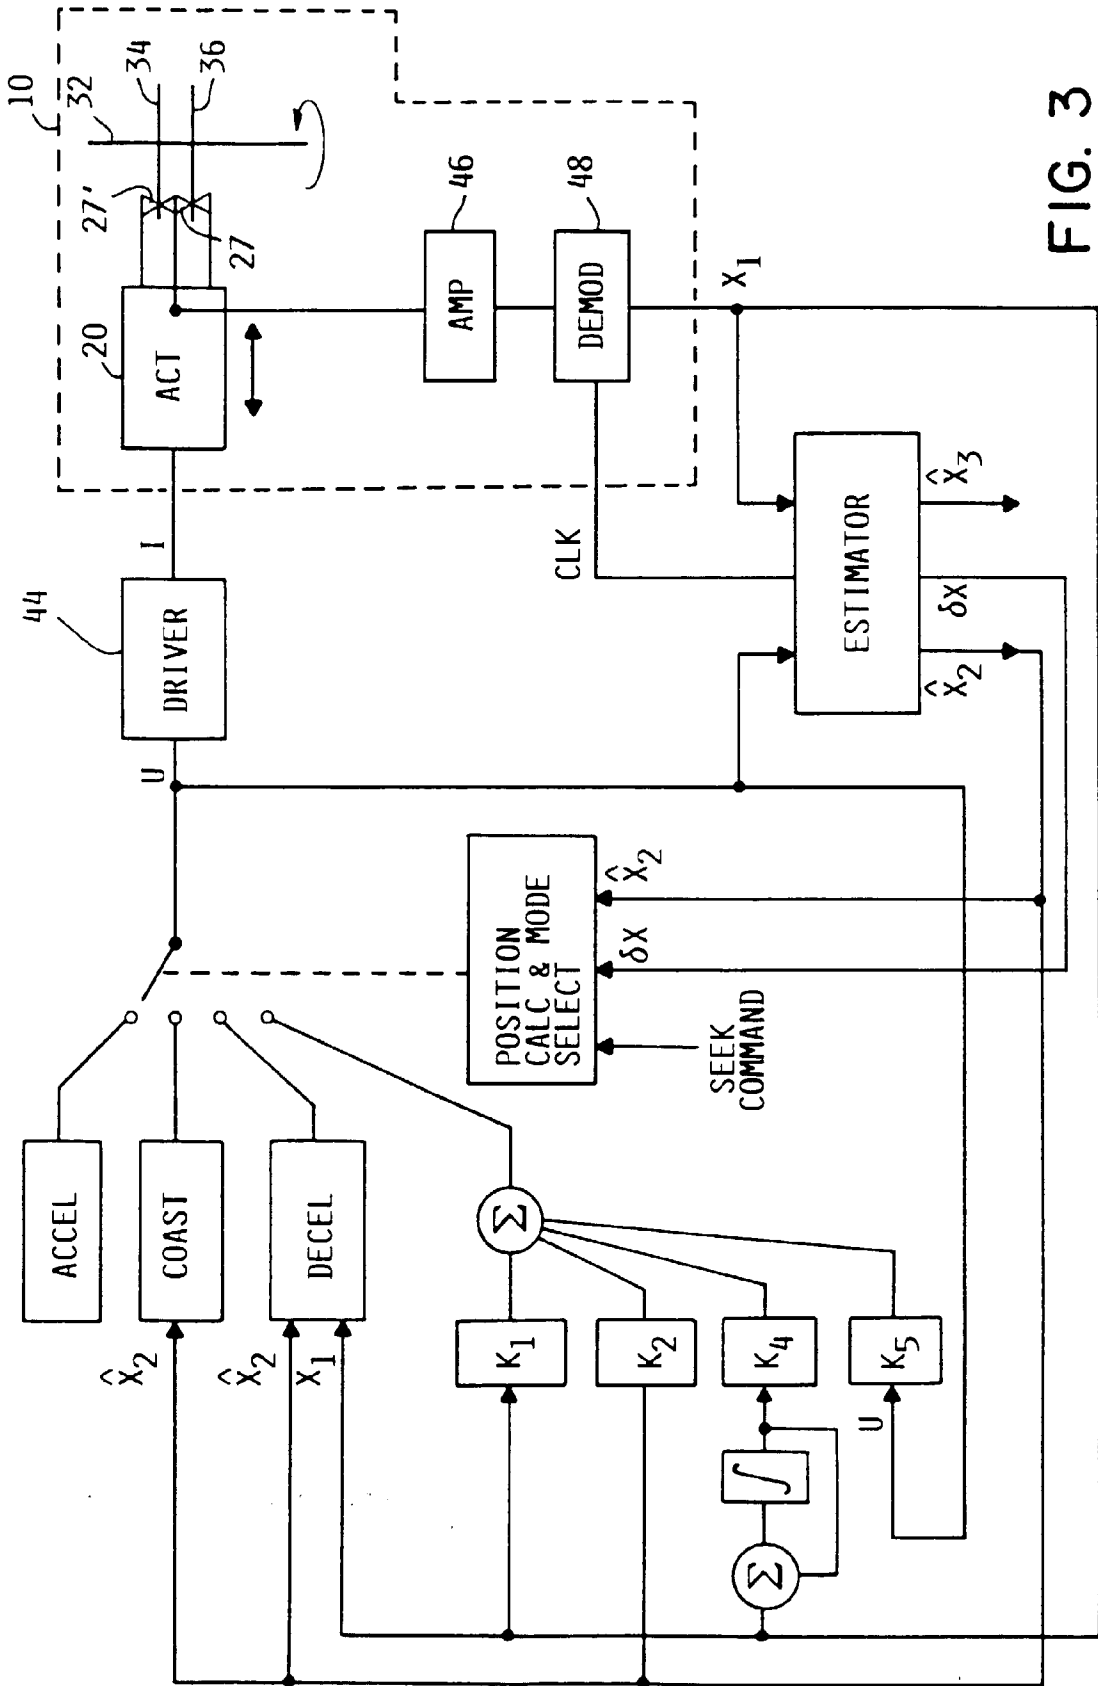 10
32
34
36
27'
27
20
ACT
AMP
46
DEMOD
48
X1
I
CLK
44
DRIVER
U
ESTIMATOR
X̂3
δX
X̂2
POSITION
CALC & MODE
SELECT
X̂2
δX
SEEK
COMMAND
ACCEL
COAST
DECEL
X̂2
X̂2
X1
Σ
K1
K2
K4
K5
U
∫
Σ
FIG. 3